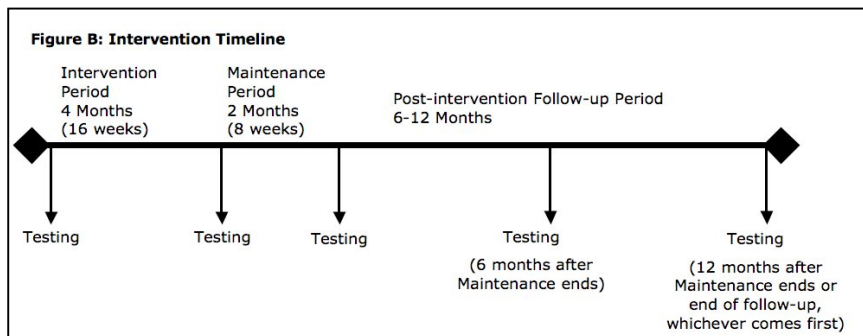 Figure B: Intervention Timeline
Intervention
Period
4 Months
(16 weeks)
Maintenance
Period
2 Months
(8 weeks)
Post-intervention Follow-up Period
6-12 Months
Testing
Testing
Testing
Testing
(6 months after
Maintenance ends)
Testing
(12 months after
Maintenance ends or
end of follow-up,
whichever comes first)